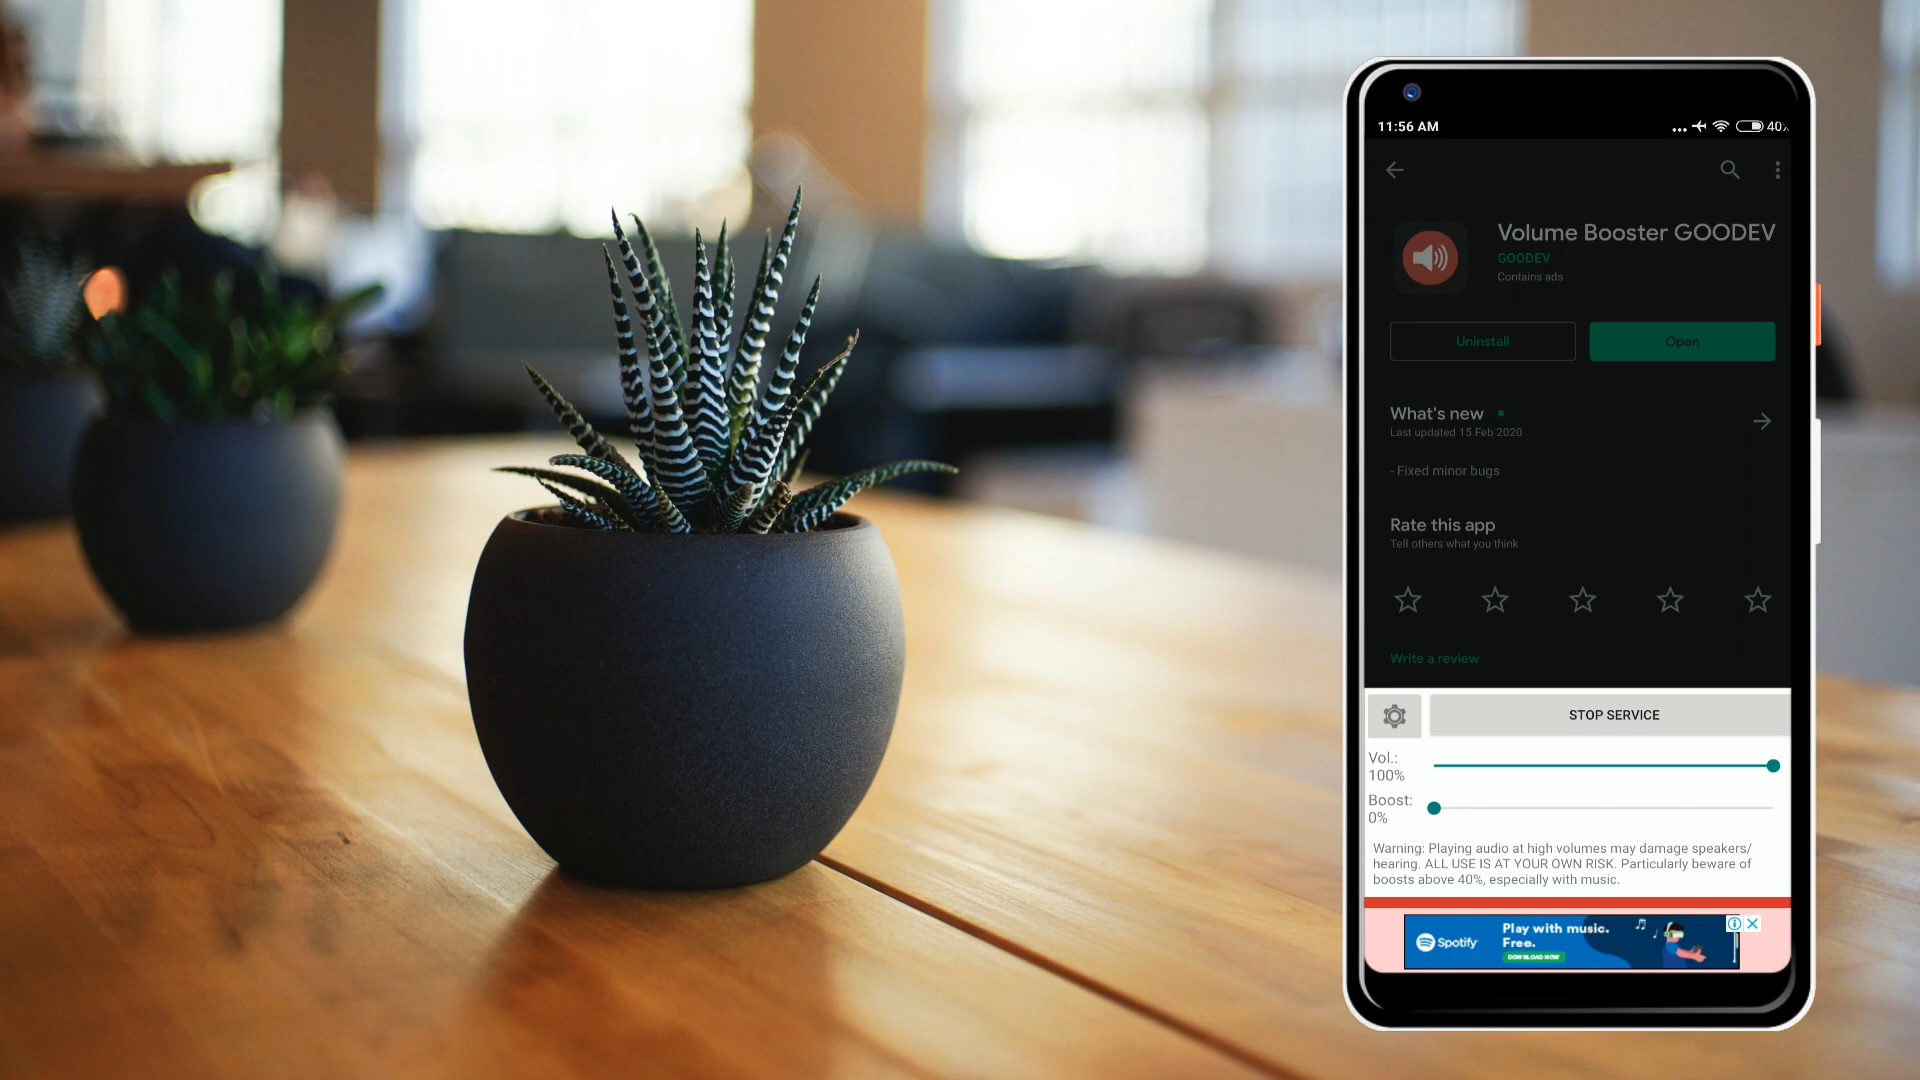 11:56 AM
40%
Volume Booster GOODEV
GOODEV
Contains ads
Uninstall
Open
What's new
Last updated 15 Feb 2020
- Fixed minor bugs
Rate this app
Tell others what you think
Write a review
STOP SERVICE
Vol.:
100%
Boost:
0%
Warning: Playing audio at high volumes may damage speakers/
hearing. ALL USE IS AT YOUR OWN RISK. Particularly beware of
boosts above 40%, especially with music.
Spotify
Play with music.
Free.
DOWNLOAD NOW